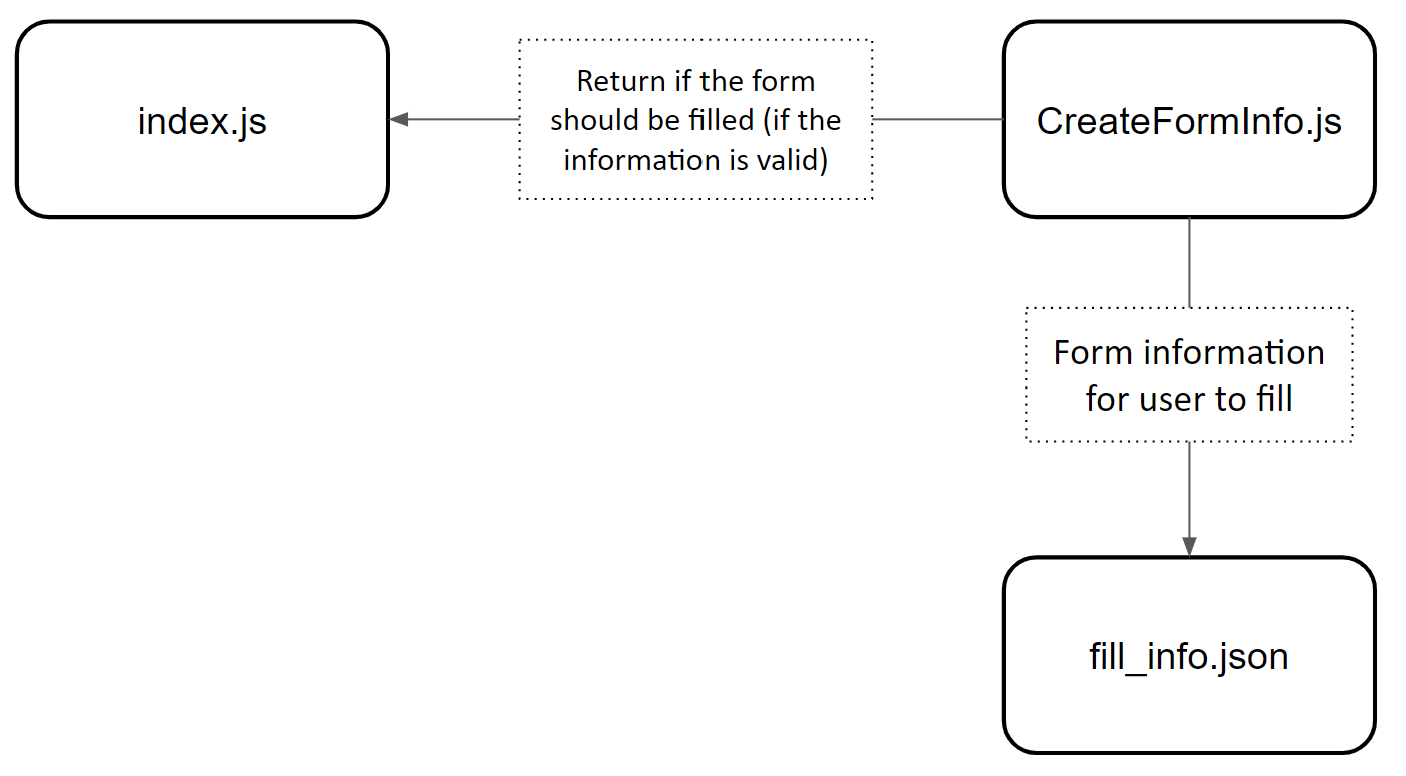 index.js
Return if the form
should be filled (if the
information is valid)
CreateFormInfo.js
Form information
for user to fill
fill_info.json